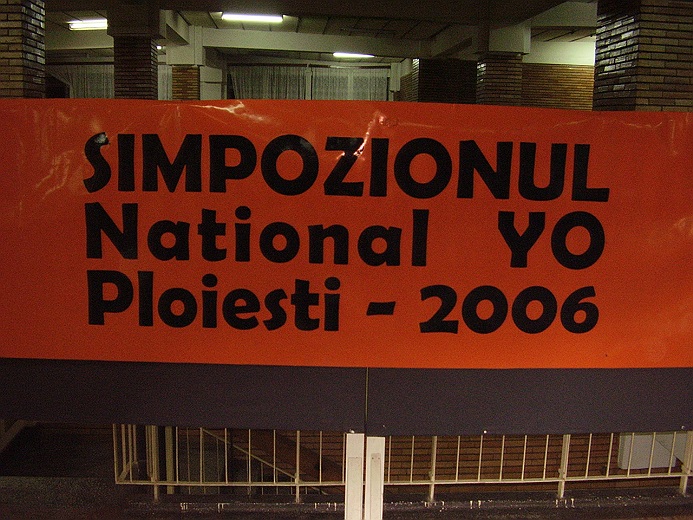 SIMPOZIONUL
National YO
Ploiesti - 2006